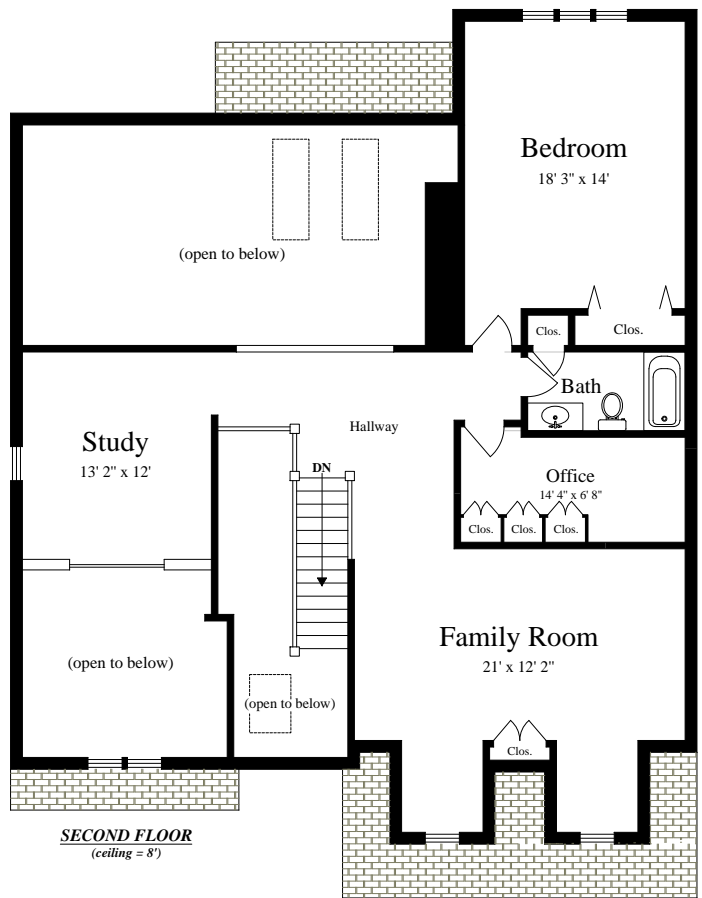 Bedroom
18' 3" x 14'
(open to below)
Clos.
Clos.
Bath
Hallway
Study
13' 2" x 12'
DN
Office
14' 4" x 6' 8"
Clos.
Clos.
Clos.
Family Room
21' x 12' 2"
(open to below)
(open to below)
Clos.
SECOND FLOOR
(ceiling = 8')